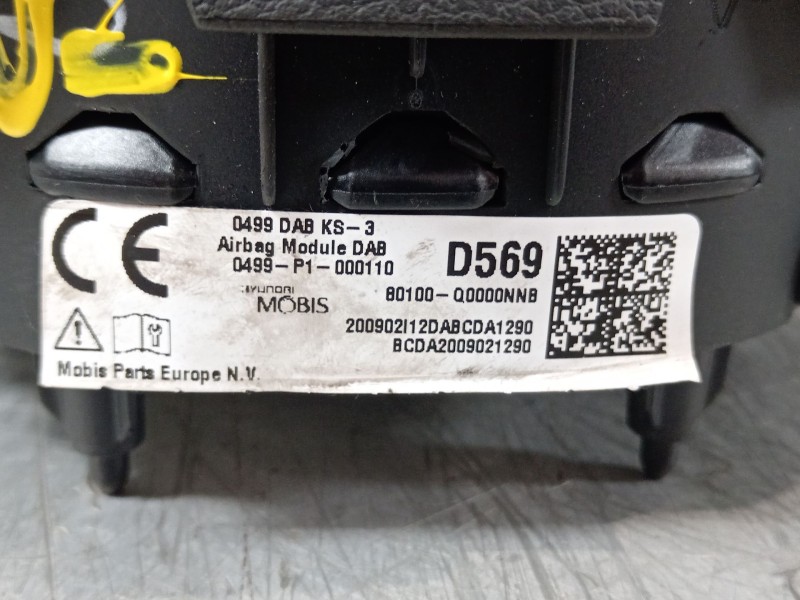 CE
0499 DAB KS-3
Airbag Module DAB
0499-P1-000110
D569
HYUNDAI
MOBIS
80100-Q0000NNB
200902I12DABCDA1290
BCDA2009021290
Mobis Parts Europe N.V.